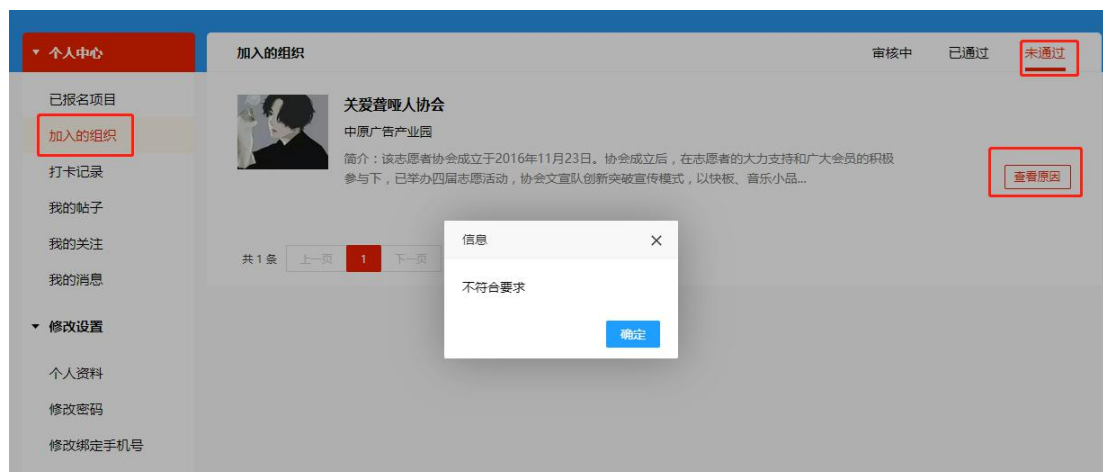 个人中心
已报名项目
加入的组织
打卡记录
我的帖子
我的关注
我的消息
修改设置
个人资料
修改密码
修改绑定手机号
加入的组织
审核中 已通过 未通过
关爱聋哑人协会
中原广告产业园
简介：该志愿者协会成立于2016年11月23日。协会成立后，在志愿者的大力支持和广大会员的积极
参与下，已举办四届志愿活动，协会文宣队创新突破宣传模式，以快板、音乐小品...
查看原因
共 1 条 上一页 1 下一页
信息
不符合要求
确定